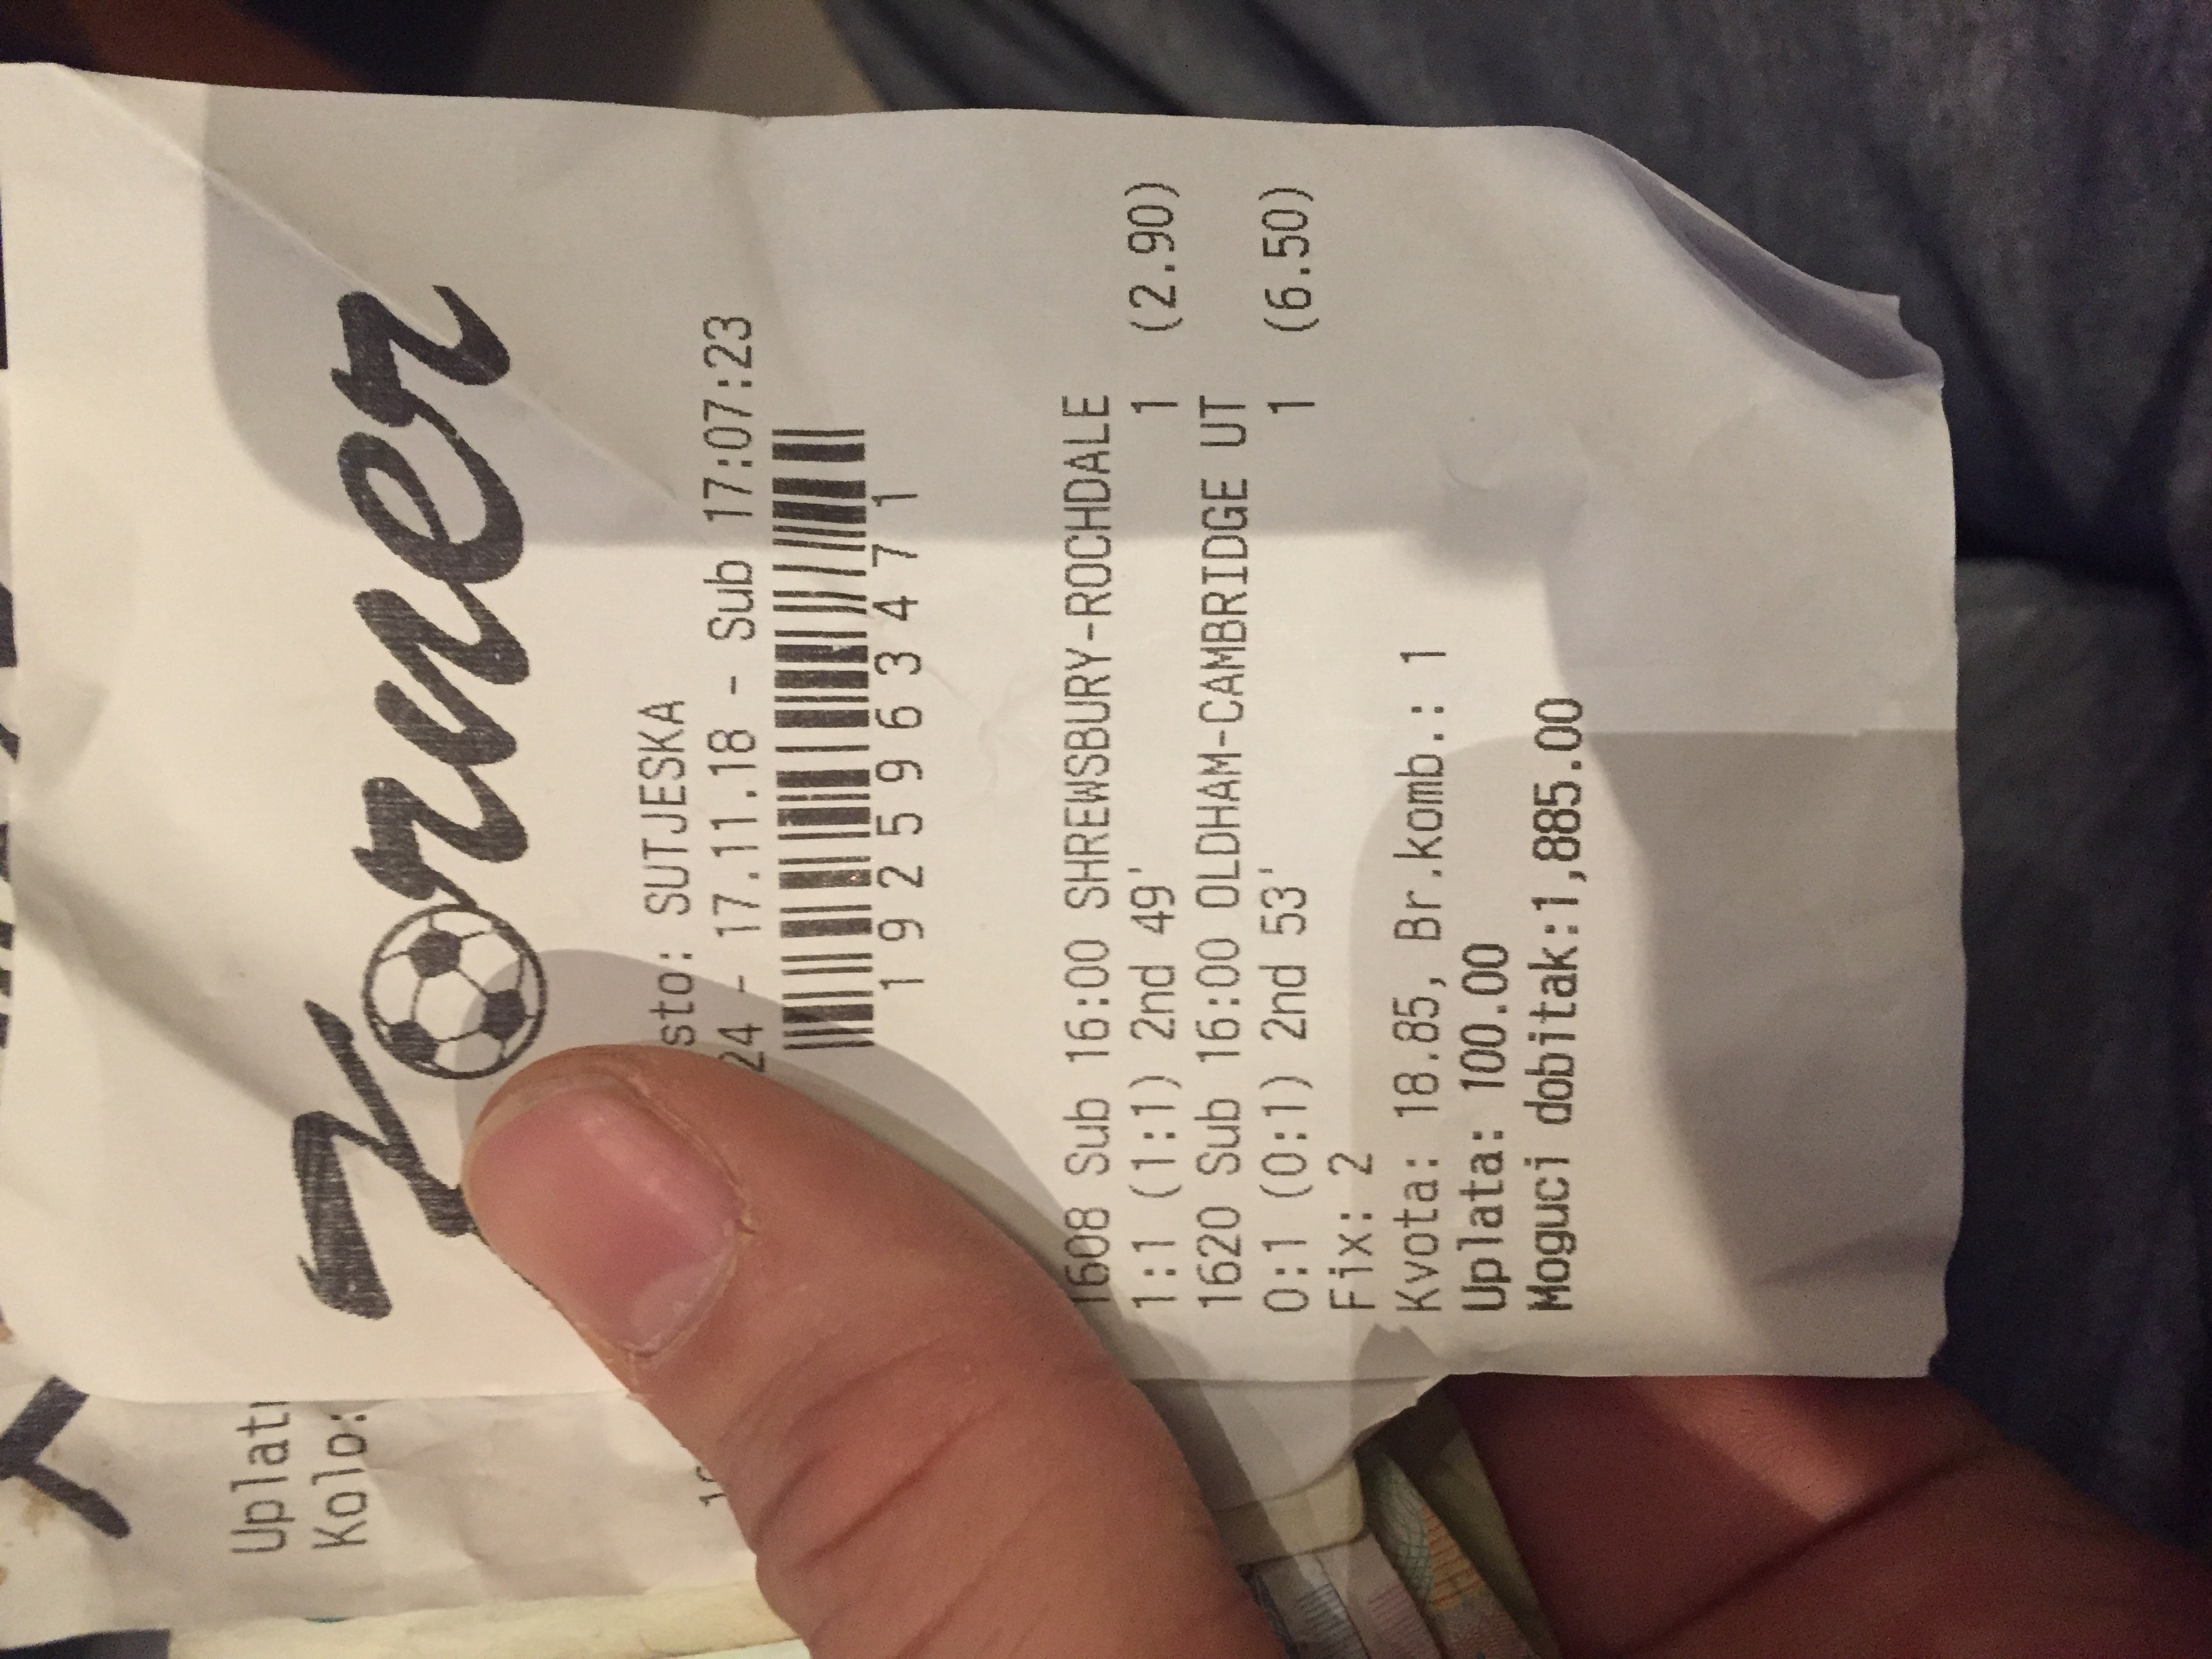 Korner
sto: SUTJESKA
24 - 17.11.18 - Sub 17:07:23
1 9 2 5 9 6 3 4 7 1
1608 Sub 16:00 SHREWSBURY-ROCHDALE
1:1 (1:1) 2nd 49' 1 (2.90)
1620 Sub 16:00 OLDHAM-CAMBRIDGE UT
0:1 (0:1) 2nd 53' 1 (6.50)
Fix: 2
Kvota: 18.85, Br.komb.: 1
Uplata: 100.00
Moguci dobitak:1,885.00
Uplat
Kolo: